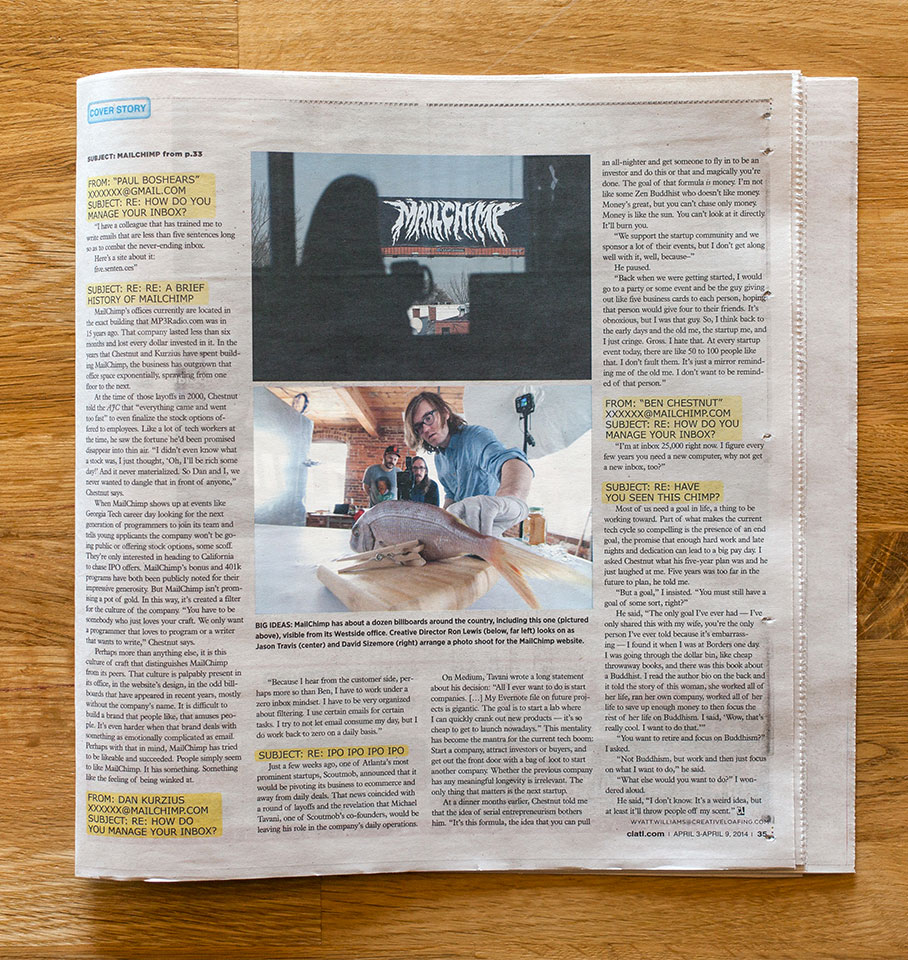 COVER STORY
SUBJECT: MAILCHIMP from p.33
FROM: "PAUL BOSHEARS"
XXXXXXX@GMAIL.COM
SUBJECT: RE: HOW DO YOU
MANAGE YOUR INBOX?
"I have a colleague that has trained me to
write emails that are less than five sentences long
so as to combat the never-ending inbox.
Here's a site about it:
five.senten.ces"
SUBJECT: RE: RE: A BRIEF
HISTORY OF MAILCHIMP
MailChimp's offices currently are located in
the exact building that MP3Radio.com was in
15 years ago. That company lasted less than six
months and lost every dollar invested in it. In the
years that Chestnut and Kurzius have spent build-
ing MailChimp, the business has outgrown that
office space exponentially, sprawling from one
floor to the next.
At the time of those layoffs in 2000, Chestnut
told the AJC that "everything came and went
too fast" to even finalize the stock options of-
fered to employees. Like a lot of tech workers at
the time, he saw the fortune he'd been promised
disappear into thin air. "I didn't even know what
a stock was, I just thought, 'Oh, I'll be rich some
day!' And it never materialized. So Dan and I, we
never wanted to dangle that in front of anyone,"
Chestnut says.
When MailChimp shows up at events like
Georgia Tech career day looking for the next
generation of programmers to join its team and
tells young applicants the company won't be go-
ing public or offering stock options, some scoff.
They're only interested in heading to California
to chase IPO offers. MailChimp's bonus and 401k
programs have both been publicly noted for their
impressive generosity. But MailChimp isn't prom-
ising a pot of gold. In this way, it's created a filter
for the culture of the company. "You have to be
somebody who just loves your craft. We only want
a programmer that loves to program or a writer
that wants to write," Chestnut says.
Perhaps more than anything else, it is this
culture of craft that distinguishes MailChimp
from its peers. That culture is palpably present in
its office, in the website's design, in the odd bill-
boards that have appeared in recent years, mostly
without the company's name. It is difficult to
build a brand that people like, that amuses peo-
ple. It's even harder when that brand deals with
something as emotionally complicated as email.
Perhaps with that in mind, MailChimp has tried
to be likeable and succeeded. People simply seem
to like MailChimp. It has something. Something
like the feeling of being winked at.
FROM: DAN KURZIUS
XXXXXX@MAILCHIMP.COM
SUBJECT: RE: HOW DO
YOU MANAGE YOUR INBOX?
MAILCHIMP
BIG IDEAS: MailChimp has about a dozen billboards around the country, including this one (pictured
above), visible from its Westside office. Creative Director Ron Lewis (below, far left) looks on as
Jason Travis (center) and David Sizemore (right) arrange a photo shoot for the MailChimp website.
"Because I hear from the customer side, per-
haps more so than Ben, I have to work under a
zero inbox mindset. I have to be very organized
about filtering. I use certain emails for certain
tasks. I try to not let email consume my day, but I
do work back to zero on a daily basis."
SUBJECT: RE: IPO IPO IPO IPO
Just a few weeks ago, one of Atlanta's most
prominent startups, Scoutmob, announced that it
would be pivoting its business to ecommerce and
away from daily deals. That news coincided with
a round of layoffs and the revelation that Michael
Tavani, one of Scoutmob's co-founders, would be
leaving his role in the company's daily operations.
On Medium, Tavani wrote a long statement
about his decision: "All I ever want to do is start
companies. [...] My Evernote file on future proj-
ects is gigantic. The goal is to start a lab where
I can quickly crank out new products — it's so
cheap to get to launch nowadays." This mentality
has become the mantra for the current tech boom:
Start a company, attract investors or buyers, and
get out the front door with a bag of loot to start
another company. Whether the previous company
has any meaningful longevity is irrelevant. The
only thing that matters is the next startup.
At a dinner months earlier, Chestnut told me
that the idea of serial entrepreneurism bothers
him. "It's this formula, the idea that you can pull
an all-nighter and get someone to fly in to be an
investor and do this or that and magically you're
done. The goal of that formula is money. I'm not
like some Zen Buddhist who doesn't like money.
Money's great, but you can't chase only money.
Money is like the sun. You can't look at it directly.
It'll burn you.
"We support the startup community and we
sponsor a lot of their events, but I don't get along
well with it, well, because–"
He paused.
"Back when we were getting started, I would
go to a party or some event and be the guy giving
out like five business cards to each person, hoping
that person would give four to their friends. It's
obnoxious, but I was that guy. So, I think back to
the early days and the old me, the startup me, and
I just cringe. Gross. I hate that. At every startup
event today, there are like 50 to 100 people like
that. I don't fault them. It's just a mirror remind-
ing me of the old me. I don't want to be remind-
ed of that person."
FROM: "BEN CHESTNUT"
XXXXXX@MAILCHIMP.COM
SUBJECT: RE: HOW DO YOU
MANAGE YOUR INBOX?
"I'm at inbox 25,000 right now. I figure every
few years you need a new computer, why not get
a new inbox, too?"
SUBJECT: RE: HAVE
YOU SEEN THIS CHIMP?
Most of us need a goal in life, a thing to be
working toward. Part of what makes the current
tech cycle so compelling is the presence of an end
goal, the promise that enough hard work and late
nights and dedication can lead to a big pay day. I
asked Chestnut what his five-year plan was and he
just laughed at me. Five years was too far in the
future to plan, he told me.
"But a goal," I insisted. "You must still have a
goal of some sort, right?"
He said, "The only goal I've ever had — I've
only shared this with my wife, you're the only
person I've ever told because it's embarrass-
ing — I found it when I was at Borders one day.
I was going through the dollar bin, like cheap
throwaway books, and there was this book about
a Buddhist. I read the author bio on the back and
it told the story of this woman, she worked all of
her life, ran her own company, worked all of her
life to save up enough money to then focus the
rest of her life on Buddhism. I said, 'Wow, that's
really cool. I want to do that.'"
"You want to retire and focus on Buddhism?"
I asked.
"Not Buddhism, but work and then just focus
on what I want to do," he said.
"What else would you want to do?" I won-
dered aloud.
He said, "I don't know. It's a weird idea, but
at least it'll throw people off my scent."
WYATTWILLIAMS@CREATIVELOAFING.COM
clatl.com | APRIL 3-APRIL 9, 2014 | 35